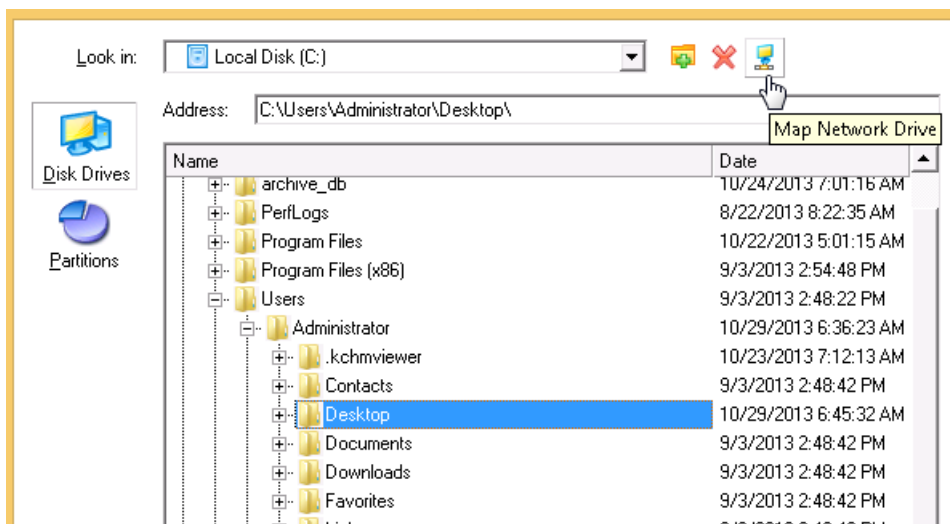 Look in: Local Disk (C:)
Address: C:\Users\Administrator\Desktop\
Map Network Drive
Disk Drives
Partitions
Name Date
archive_db 10/24/2013 7:01:16 AM
PerfLogs 8/22/2013 8:22:35 AM
Program Files 10/22/2013 5:01:15 AM
Program Files (x86) 9/3/2013 2:54:48 PM
Users 9/3/2013 2:48:22 PM
Administrator 10/29/2013 6:36:23 AM
.kchmviewer 10/23/2013 7:12:13 AM
Contacts 9/3/2013 2:48:42 PM
Desktop 10/29/2013 6:45:32 AM
Documents 9/3/2013 2:48:42 PM
Downloads 9/3/2013 2:48:42 PM
Favorites 9/3/2013 2:48:42 PM